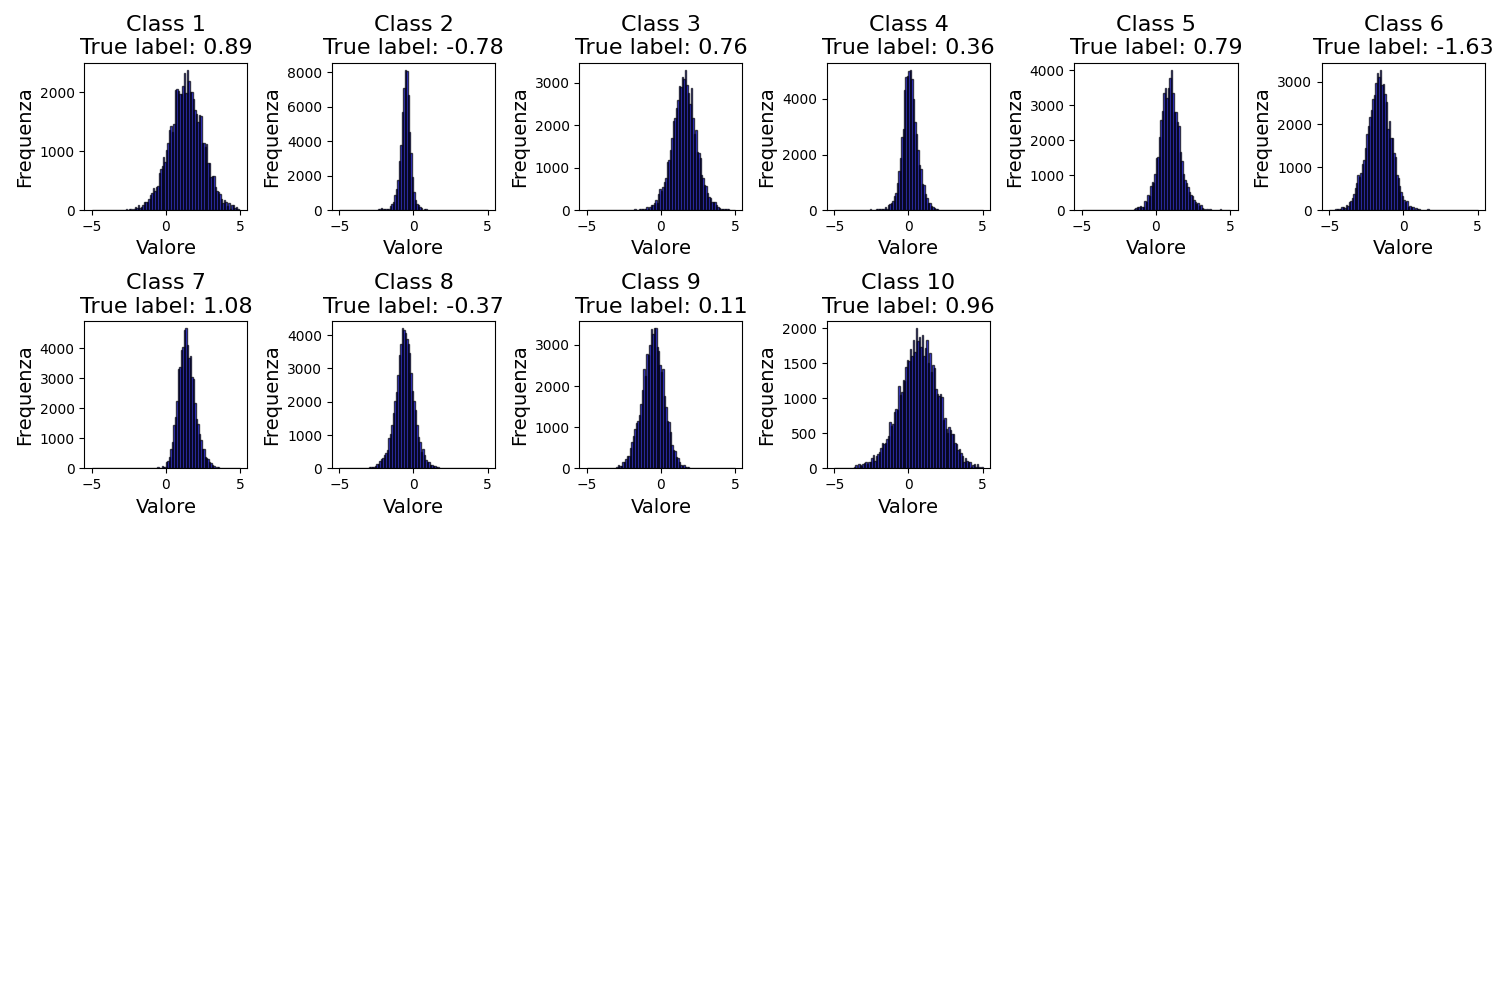 Class 1
True label: 0.89
Frequenza
2000
1000
0
−5 0 5
Valore
Class 2
True label: -0.78
Frequenza
8000
6000
4000
2000
0
−5 0 5
Valore
Class 3
True label: 0.76
Frequenza
3000
2000
1000
0
−5 0 5
Valore
Class 4
True label: 0.36
Frequenza
4000
2000
0
−5 0 5
Valore
Class 5
True label: 0.79
Frequenza
4000
3000
2000
1000
0
−5 0 5
Valore
Class 6
True label: -1.63
Frequenza
3000
2000
1000
0
−5 0 5
Valore
Class 7
True label: 1.08
Frequenza
4000
3000
2000
1000
0
−5 0 5
Valore
Class 8
True label: -0.37
Frequenza
4000
3000
2000
1000
0
−5 0 5
Valore
Class 9
True label: 0.11
Frequenza
3000
2000
1000
0
−5 0 5
Valore
Class 10
True label: 0.96
Frequenza
2000
1500
1000
500
0
−5 0 5
Valore